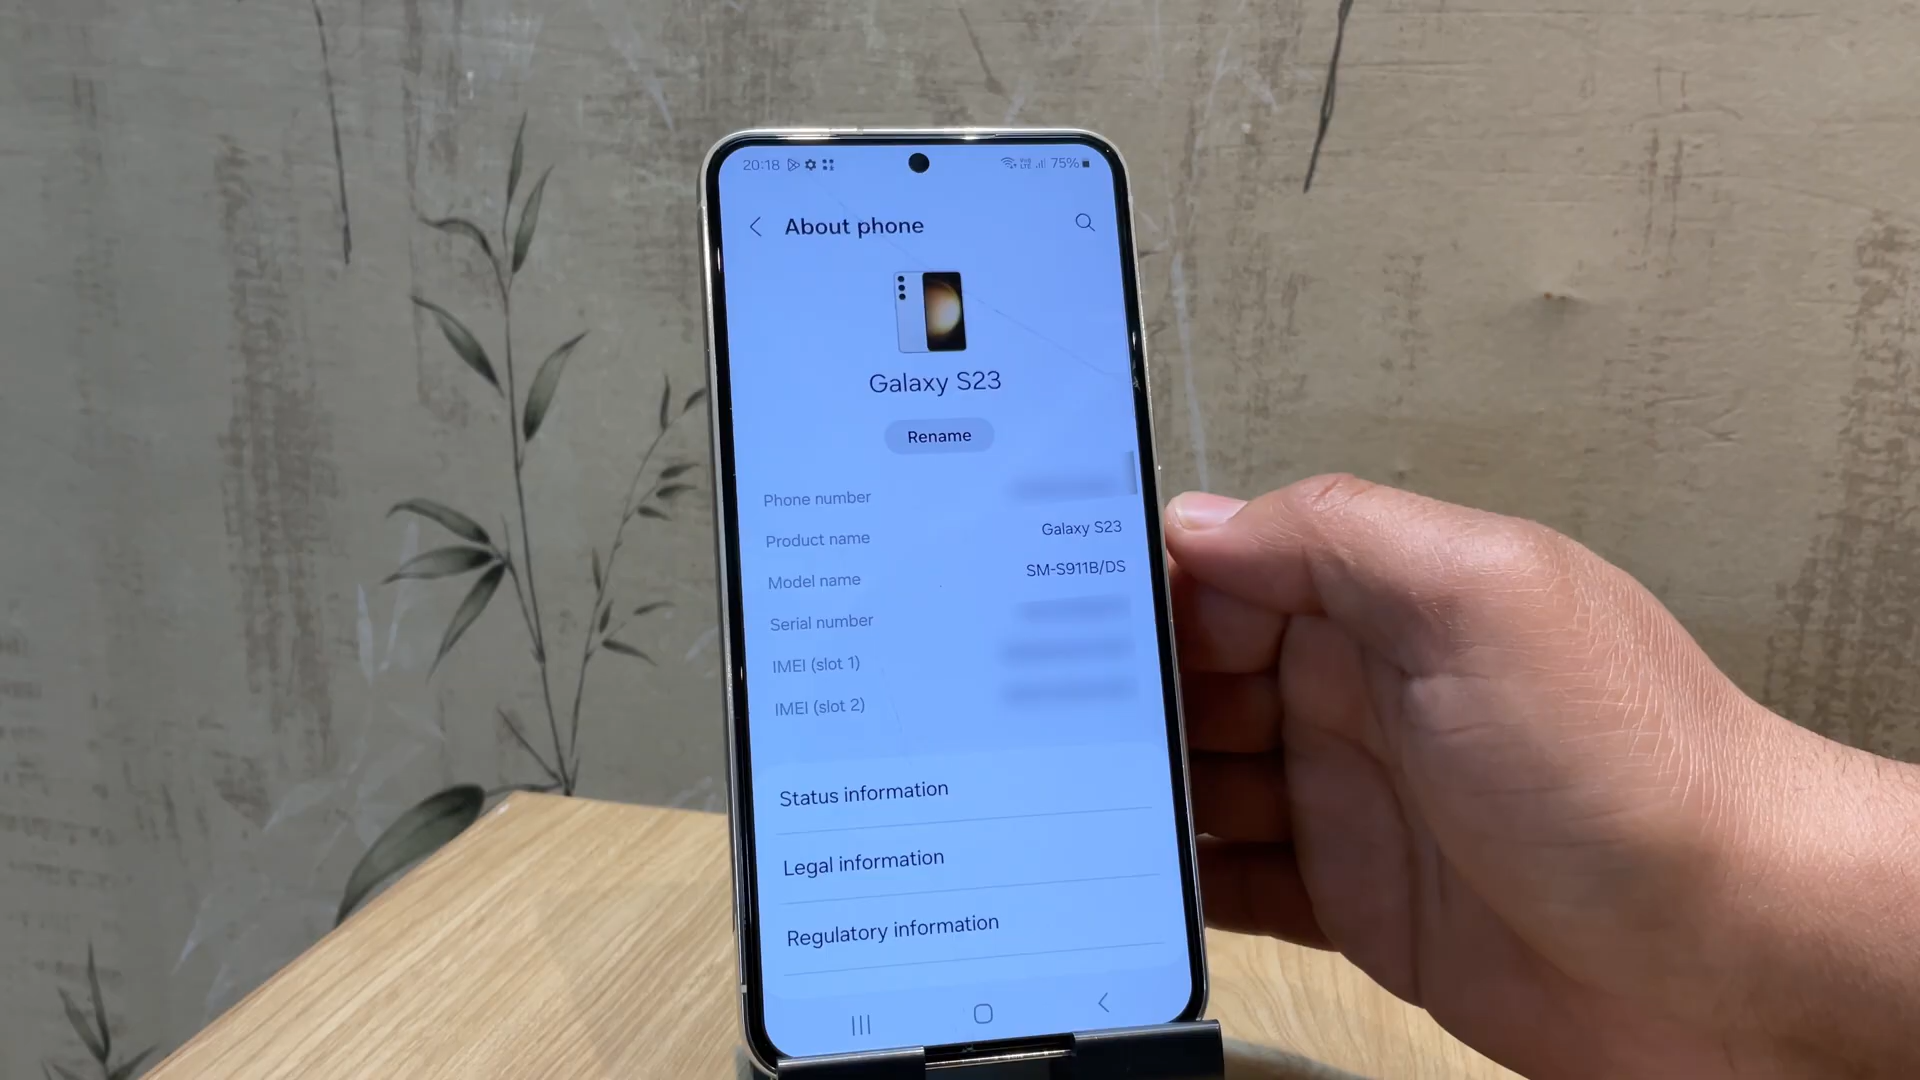 20:18 75%
About phone
Galaxy S23
Rename
Phone number
Product name Galaxy S23
Model name SM-S911B/DS
Serial number
IMEI (slot 1)
IMEI (slot 2)
Status information
Legal information
Regulatory information